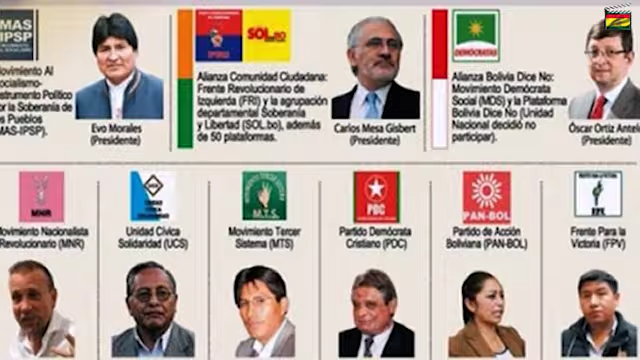 MAS
IPSP
Movimiento Al
Socialismo-
Instrumento Político
por la Soberanía de
los Pueblos
(MAS-IPSP).
Evo Morales
(Presidente)
SOL.bo
Alianza Comunidad Ciudadana:
Frente Revolucionario de
Izquierda (FRI) y la agrupación
departamental Soberanía
y Libertad (SOL.bo), además
de 50 plataformas.
Carlos Mesa Gisbert
(Presidente)
DEMÓCRATAS
Alianza Bolivia Dice No:
Movimiento Demócrata
Social (MDS) y la Plataforma
Bolivia Dice No (Unidad
Nacional decidió no
participar).
Óscar Ortiz Antelo
(Presidente)
MNR
Movimiento Nacionalista
Revolucionario (MNR)
UCS
Unidad Cívica
Solidaridad (UCS)
MOVIMIENTO TERCER SISTEMA
M.T.S.
Movimiento Tercer
Sistema (MTS)
PDC
Partido Demócrata
Cristiano (PDC)
PAN-BOL
Partido de Acción
Boliviana (PAN-BOL)
FPV
Frente Para la
Victoria (FPV)